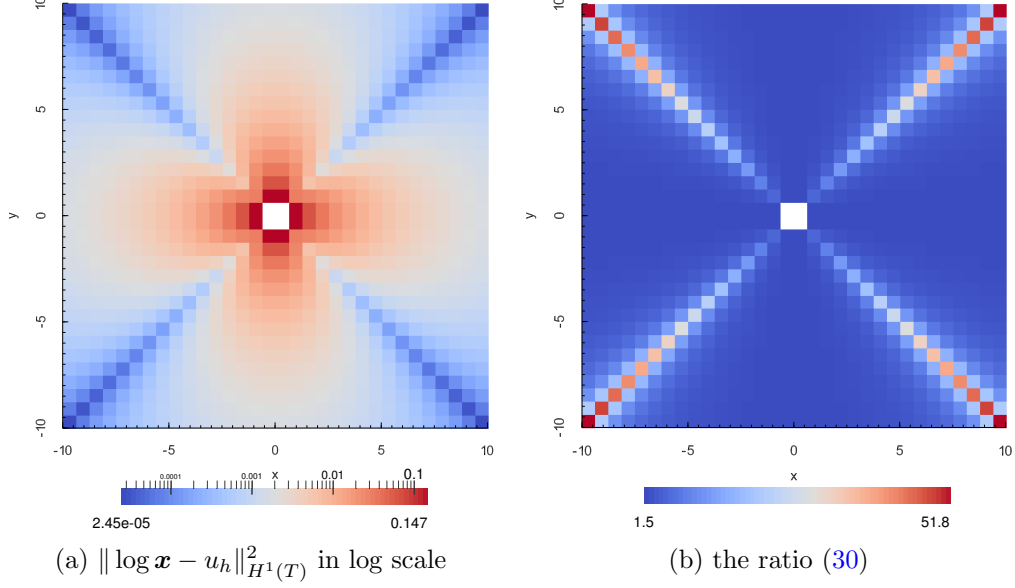 10
10
5
5
y
0
y
0
-5
-5
-10
-10
-10 -5 0 5 10
-10 -5 0 5 10
0.0001 0.001 x 0.01 0.1
x
2.45e-05 0.147
1.5 51.8
(a) ‖ log 𝒙 − u_h‖²_{H¹(T)} in log scale
(b) the ratio (30)